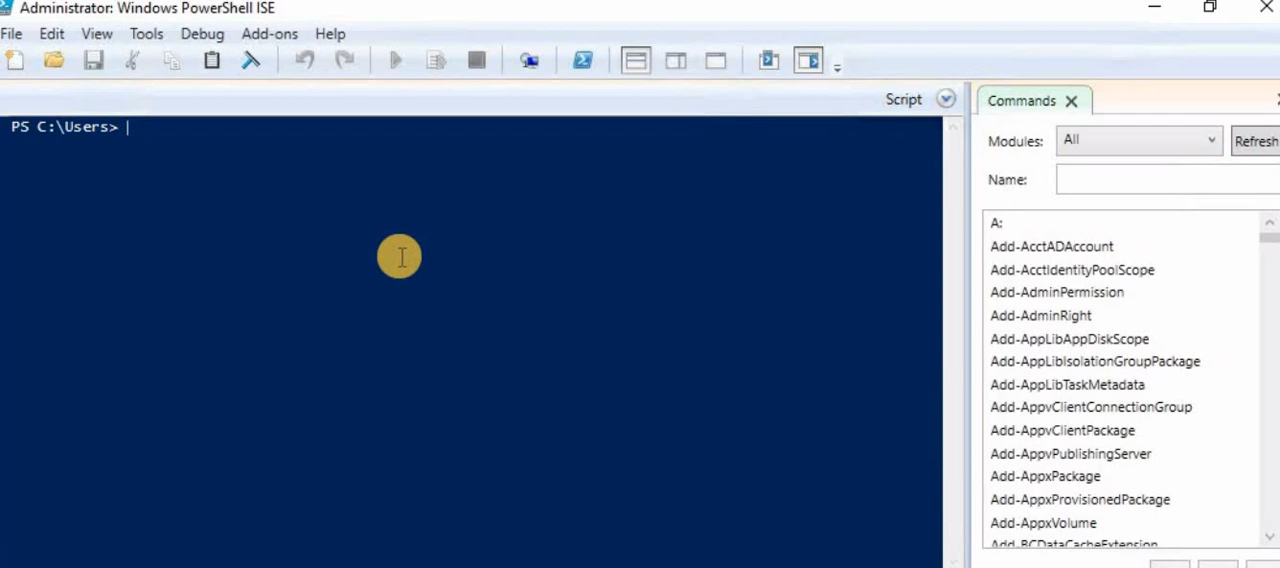 Administrator: Windows PowerShell ISE
File Edit View Tools Debug Add-ons Help
Script
PS C:\Users>
Commands
Modules: All Refresh
Name:
A:
Add-AcctADAccount
Add-AcctIdentityPoolScope
Add-AdminPermission
Add-AdminRight
Add-AppLibAppDiskScope
Add-AppLibIsolationGroupPackage
Add-AppLibTaskMetadata
Add-AppvClientConnectionGroup
Add-AppvClientPackage
Add-AppvPublishingServer
Add-AppxPackage
Add-AppxProvisionedPackage
Add-AppxVolume
Add-BCDataCacheExtension